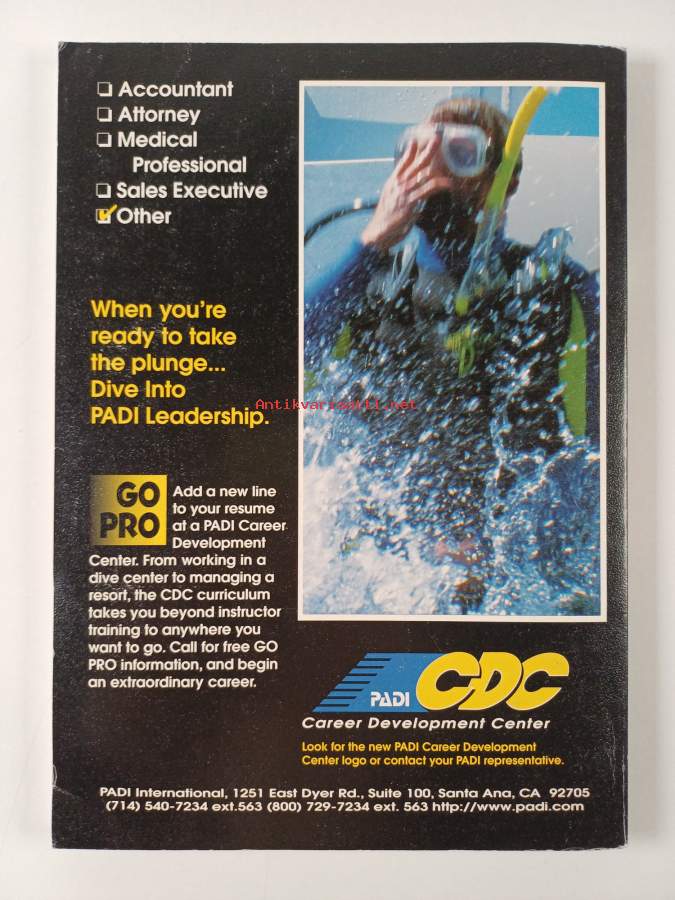 Accountant
Attorney
Medical
Professional
Sales Executive
Other
When you're
ready to take
the plunge...
Dive Into
PADI Leadership.
Antikvariaatti.net
GO
PRO
Add a new line
to your resume
at a PADI Career
Development
Center. From working in a
dive center to managing a
resort, the CDC curriculum
takes you beyond instructor
training to anywhere you
want to go. Call for free GO
PRO information, and begin
an extraordinary career.
PADI CDC
Career Development Center
Look for the new PADI Career Development
Center logo or contact your PADI representative.
PADI International, 1251 East Dyer Rd., Suite 100, Santa Ana, CA 92705
(714) 540-7234 ext.563 (800) 729-7234 ext. 563 http://www.padi.com